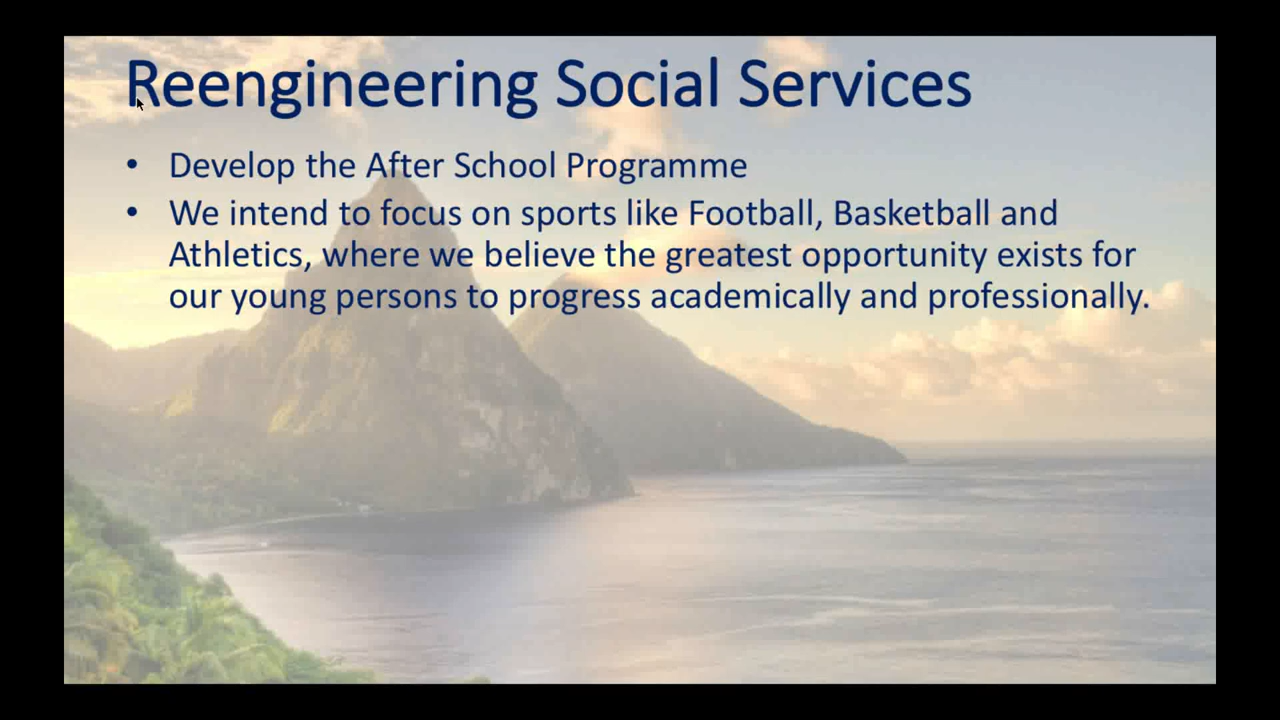 Reengineering Social Services
• Develop the After School Programme
• We intend to focus on sports like Football, Basketball and
Athletics, where we believe the greatest opportunity exists for
our young persons to progress academically and professionally.